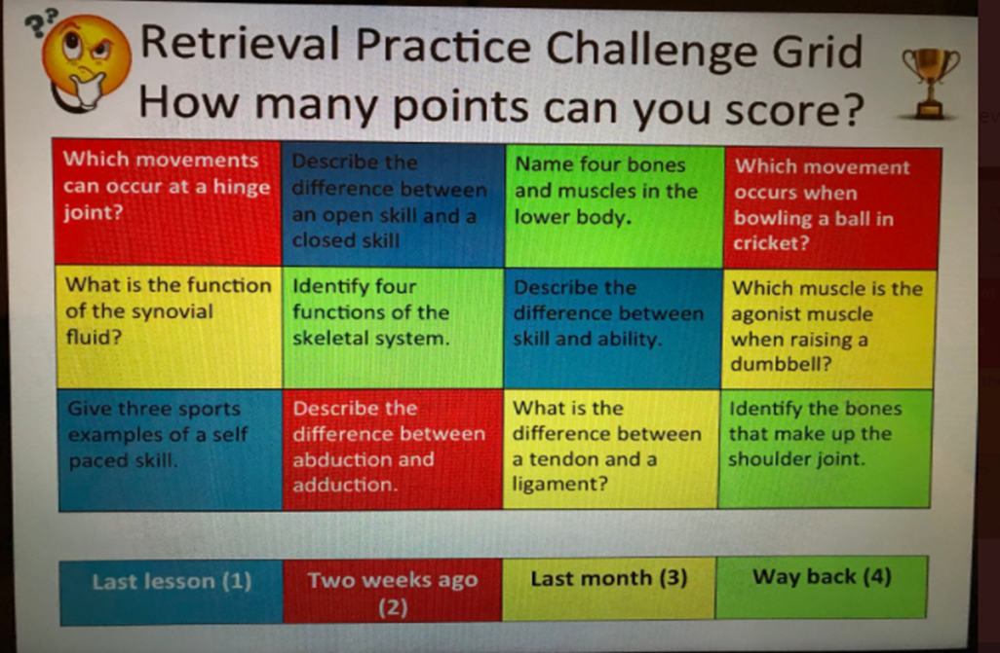 ??
Retrieval Practice Challenge Grid
How many points can you score?
Which movements
can occur at a hinge
joint?
Describe the
difference between
an open skill and a
closed skill
Name four bones
and muscles in the
lower body.
Which movement
occurs when
bowling a ball in
cricket?
What is the function
of the synovial
fluid?
Identify four
functions of the
skeletal system.
Describe the
difference between
skill and ability.
Which muscle is the
agonist muscle
when raising a
dumbbell?
Give three sports
examples of a self
paced skill.
Describe the
difference between
abduction and
adduction.
What is the
difference between
a tendon and a
ligament?
Identify the bones
that make up the
shoulder joint.
Last lesson (1)
Two weeks ago
(2)
Last month (3)
Way back (4)